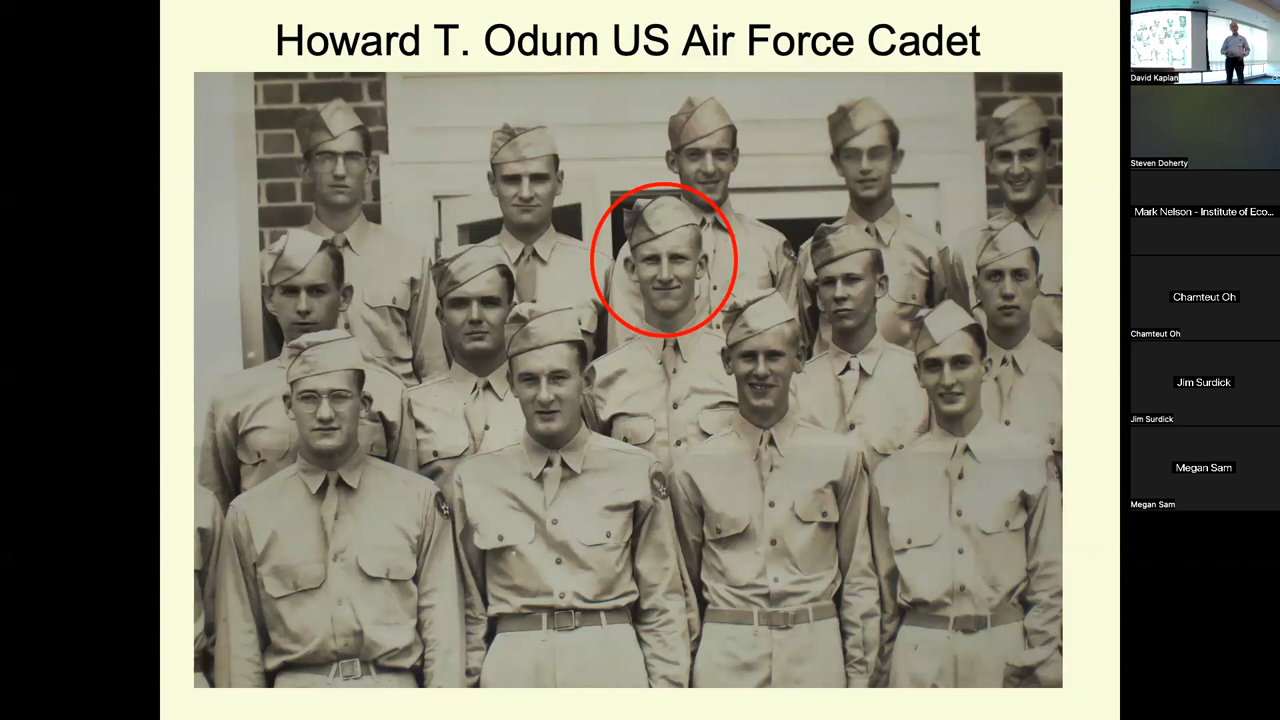 Howard T. Odum US Air Force Cadet
David Kaplan
Steven Doherty
Mark Nelson - Institute of Eco...
Chamteut Oh
Chamteut Oh
Jim Surdick
Jim Surdick
Megan Sam
Megan Sam